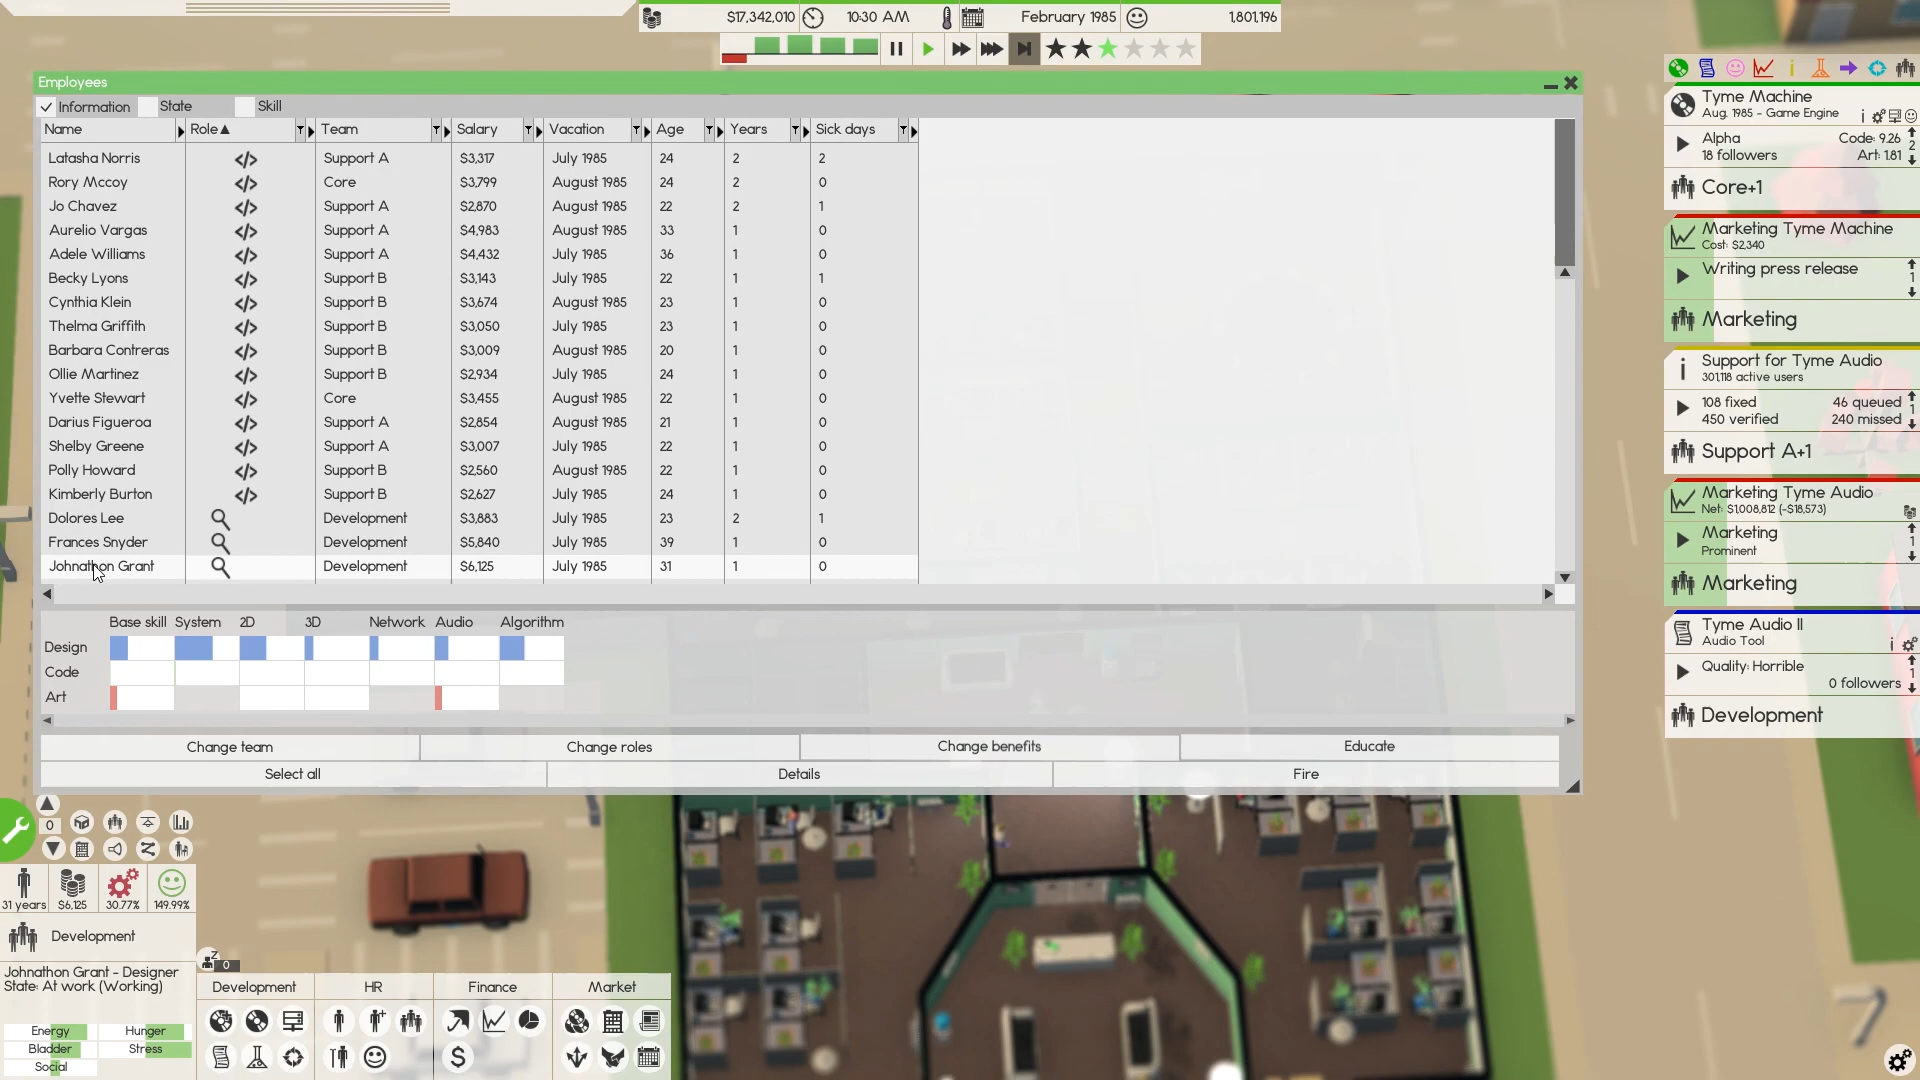 $17,342,010 10:30 AM February 1985 1,801,196
Employees
Information State Skill
Name Role▲ Team Salary Vacation Age Years Sick days
Latasha Norris </> Support A $3,317 July 1985 24 2 2
Rory Mccoy </> Core $3,799 August 1985 24 2 0
Jo Chavez </> Support A $2,870 August 1985 22 2 1
Aurelio Vargas </> Support A $4,983 August 1985 33 1 0
Adele Williams </> Support A $4,432 July 1985 36 1 0
Becky Lyons </> Support B $3,143 July 1985 22 1 1
Cynthia Klein </> Support B $3,674 August 1985 23 1 0
Thelma Griffith </> Support B $3,050 July 1985 23 1 0
Barbara Contreras </> Support B $3,009 August 1985 20 1 0
Ollie Martinez </> Support B $2,934 July 1985 24 1 0
Yvette Stewart </> Core $3,455 August 1985 22 1 0
Darius Figueroa </> Support A $2,854 August 1985 21 1 0
Shelby Greene </> Support A $3,007 July 1985 22 1 0
Polly Howard </> Support B $2,560 August 1985 22 1 0
Kimberly Burton </> Support B $2,627 July 1985 24 1 0
Dolores Lee Development $3,883 July 1985 23 2 1
Frances Snyder Development $5,840 July 1985 39 1 0
Johnathon Grant Development $6,125 July 1985 31 1 0
Base skill System 2D 3D Network Audio Algorithm
Design
Code
Art
Change team Change roles Change benefits Educate
Select all Details Fire
Tyme Machine
Aug. 1985 - Game Engine
Alpha Code: 9.26
18 followers Art: 1.81
2
Core+1
Marketing Tyme Machine
Cost: $2,340
Writing press release
1
Marketing
Support for Tyme Audio
301,118 active users
108 fixed 46 queued
450 verified 240 missed
1
Support A+1
Marketing Tyme Audio
Net: $1,008,812 (-$18,573)
Marketing
Prominent
1
Marketing
Tyme Audio II
Audio Tool
Quality: Horrible
0 followers
1
Development
0
31 years $6,125 30.77% 149.99%
Development
Johnathon Grant - Designer
State: At work (Working)
Energy Hunger
Bladder Stress
Social
Z
0
Development HR Finance Market